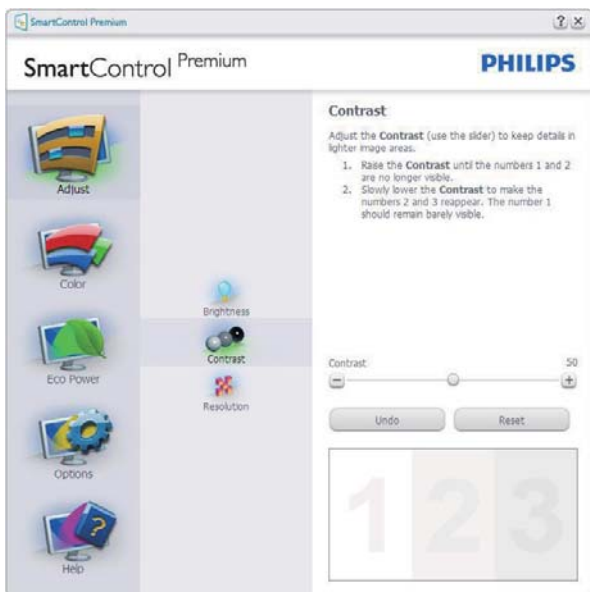 SmartControl Premium
SmartControl Premium
PHILIPS
Adjust
Color
Eco Power
Options
Help
Brightness
Contrast
Resolution
Contrast
Adjust the Contrast (use the slider) to keep details in
lighter image areas.
1. Raise the Contrast until the numbers 1 and 2
are no longer visible.
2. Slowly lower the Contrast to make the
numbers 2 and 3 reappear. The number 1
should remain barely visible.
Contrast 50
Undo Reset
1 2 3